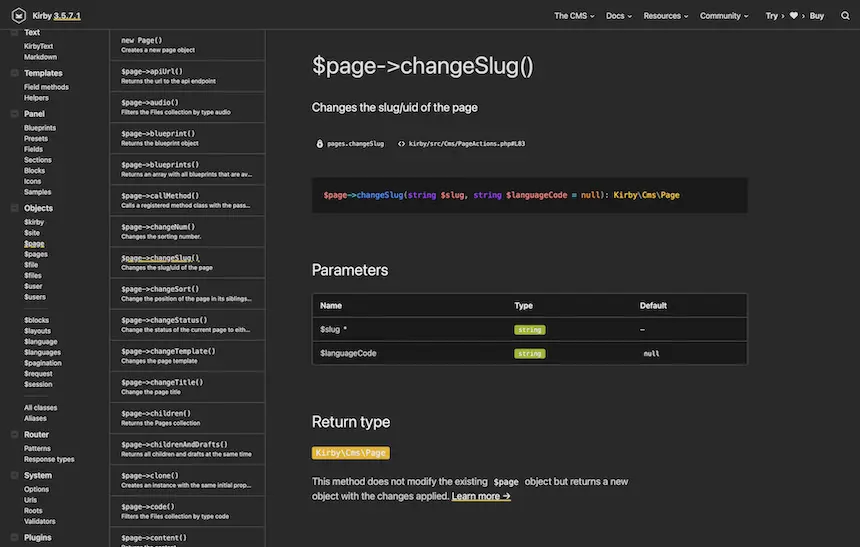 Kirby 3.5.7.1
The CMS
Docs
Resources
Community
Try › ♥ › Buy
Text
KirbyText
Markdown
Templates
Field methods
Helpers
Panel
Blueprints
Presets
Fields
Sections
Blocks
Icons
Samples
Objects
$kirby
$site
$page
$pages
$file
$files
$user
$users
$blocks
$layouts
$language
$languages
$pagination
$request
$session
All classes
Aliases
Router
Patterns
Response types
System
Options
Urls
Roots
Validators
Plugins
new Page()
Creates a new page object
$page->apiUrl()
Returns the url to the api endpoint
$page->audio()
Filters the Files collection by type audio
$page->blueprint()
Returns the blueprint object
$page->blueprints()
Returns an array with all blueprints that are av...
$page->callMethod()
Calls a registered method class with the pass...
$page->changeNum()
Changes the sorting number.
$page->changeSlug()
Changes the slug/uid of the page
$page->changeSort()
Change the position of the page in its siblings...
$page->changeStatus()
Change the status of the current page to eith...
$page->changeTemplate()
Changes the page template
$page->changeTitle()
Change the page title
$page->children()
Returns the Pages collection
$page->childrenAndDrafts()
Returns all children and drafts at the same time
$page->clone()
Creates an instance with the same initial prop...
$page->code()
Filters the Files collection by type code
$page->content()
$page->changeSlug()
Changes the slug/uid of the page
pages.changeSlug
kirby/src/Cms/PageActions.php#L83
$page->changeSlug(string $slug, string $languageCode = null): Kirby\Cms\Page
Parameters
Name Type Default
$slug * string –
$languageCode string null
Return type
Kirby\Cms\Page
This method does not modify the existing $page object but returns a new
object with the changes applied. Learn more →